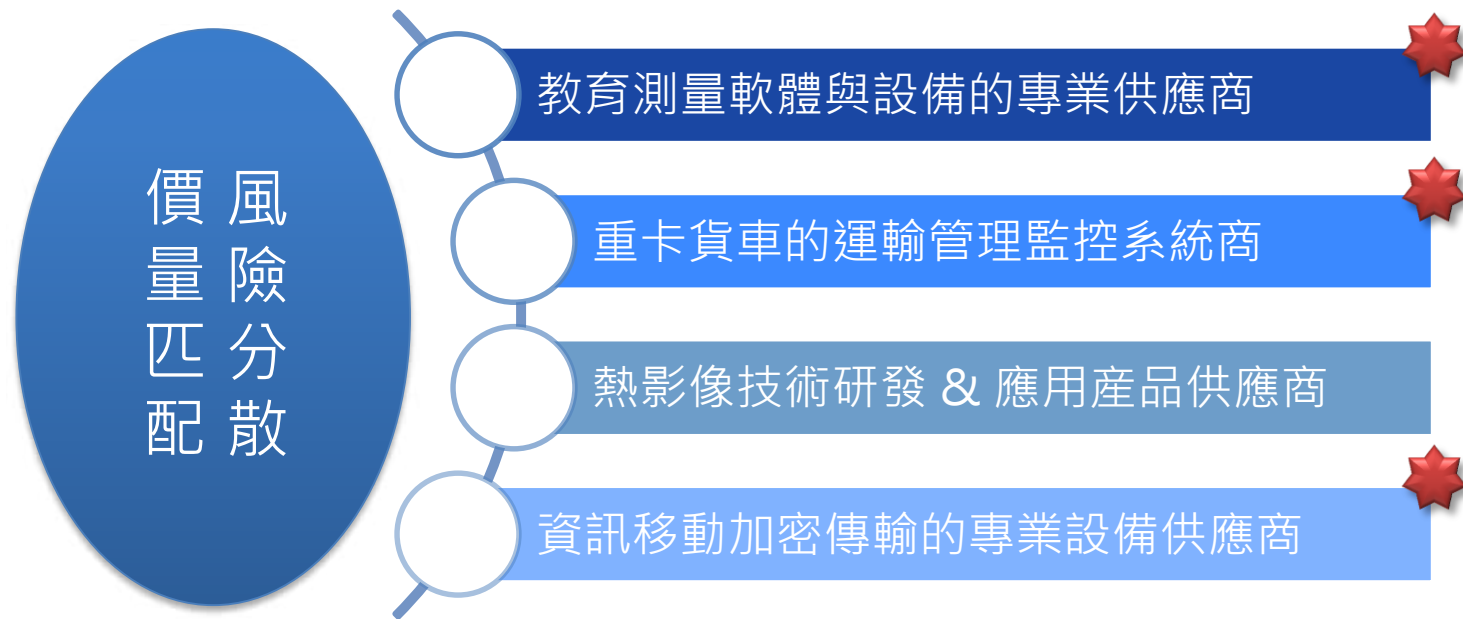 風險分散
價量匹配
教育測量軟體與設備的專業供應商
重卡貨車的運輸管理監控系統商
熱影像技術研發 & 應用産品供應商
資訊移動加密傳輸的專業設備供應商